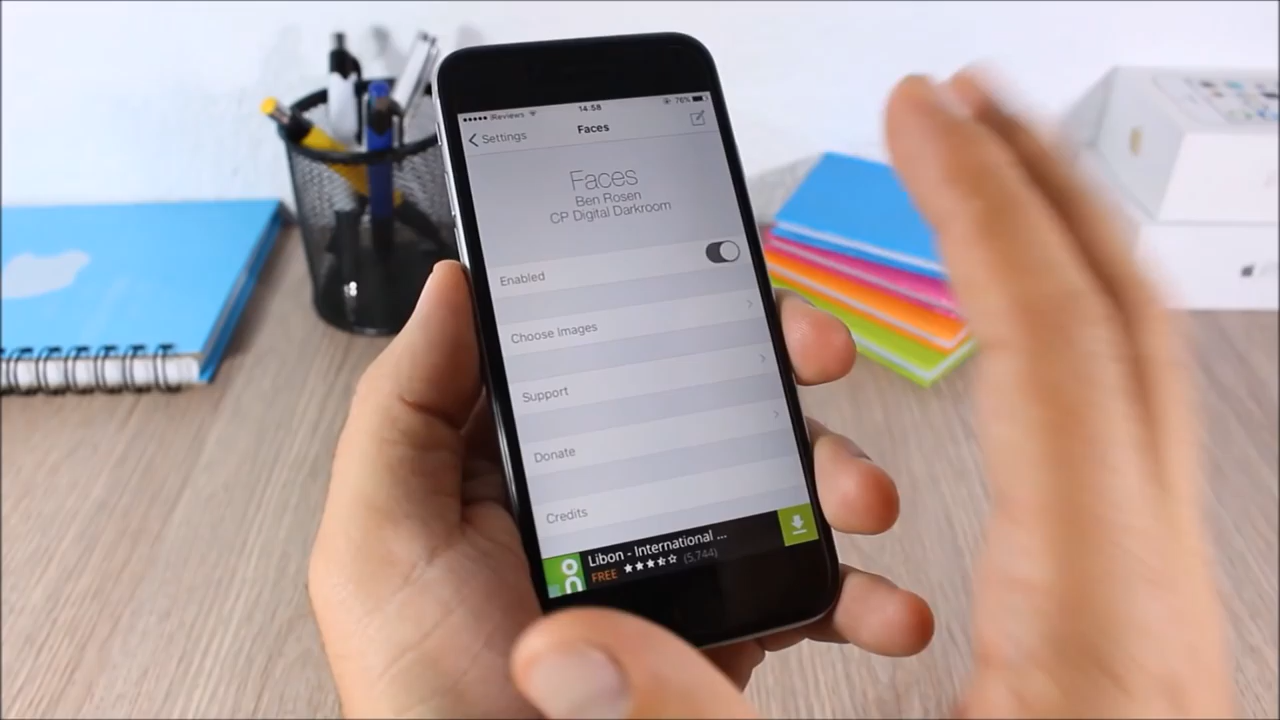 iReviews
14.58
76%
Settings
Faces
Faces
Ben Rosen
CP Digital Darkroom
Enabled
Choose Images
Support
Donate
Credits
Libon - International ...
FREE
(5,744)